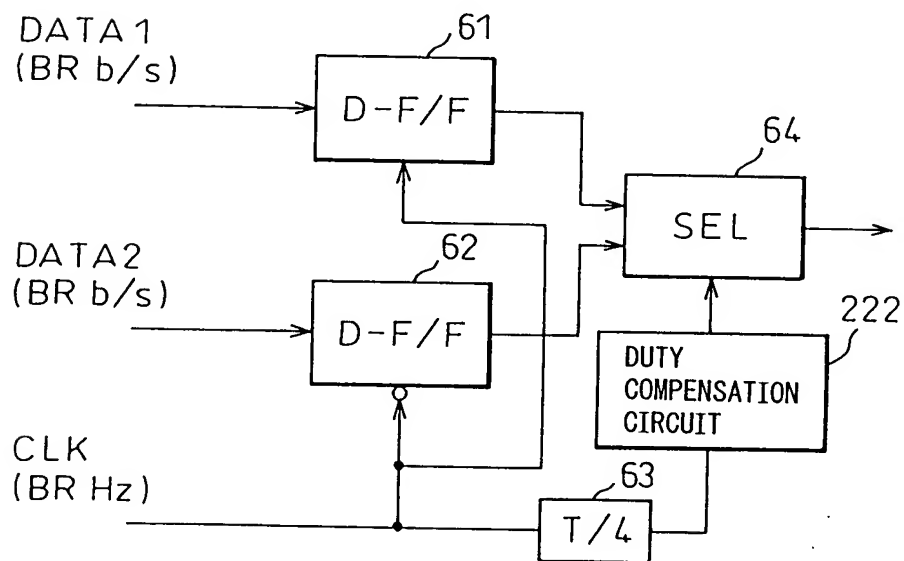 DATA1
(BR b/s)
61
D-F/F
64
SEL
DATA2
(BR b/s)
62
D-F/F
222
DUTY
COMPENSATION
CIRCUIT
CLK
(BR Hz)
63
T/4